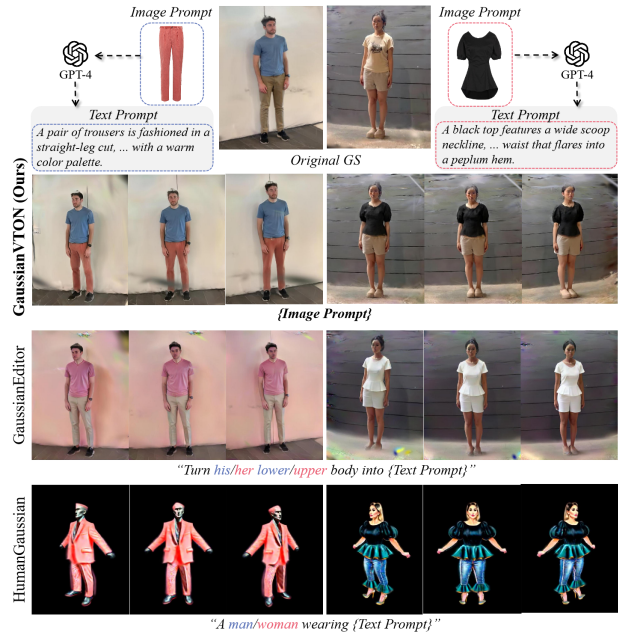 Image Prompt
Image Prompt
GPT-4
GPT-4
Text Prompt
A pair of trousers is fashioned in a
straight-leg cut, ... with a warm
color palette.
Original GS
Text Prompt
A black top features a wide scoop
neckline, ... waist that flares into
a peplum hem.
GaussianVTON (Ours)
{Image Prompt}
GaussianEditor
“Turn his/her lower/upper body into {Text Prompt}”
HumanGaussian
“A man/woman wearing {Text Prompt}”